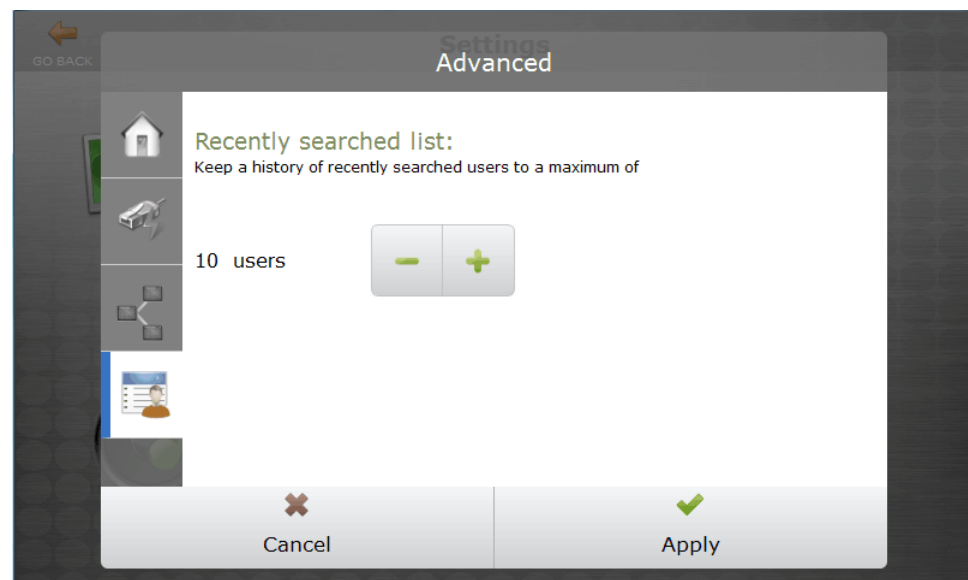 Settings
GO BACK
Advanced
Recently searched list:
Keep a history of recently searched users to a maximum of
10 users
Cancel
Apply